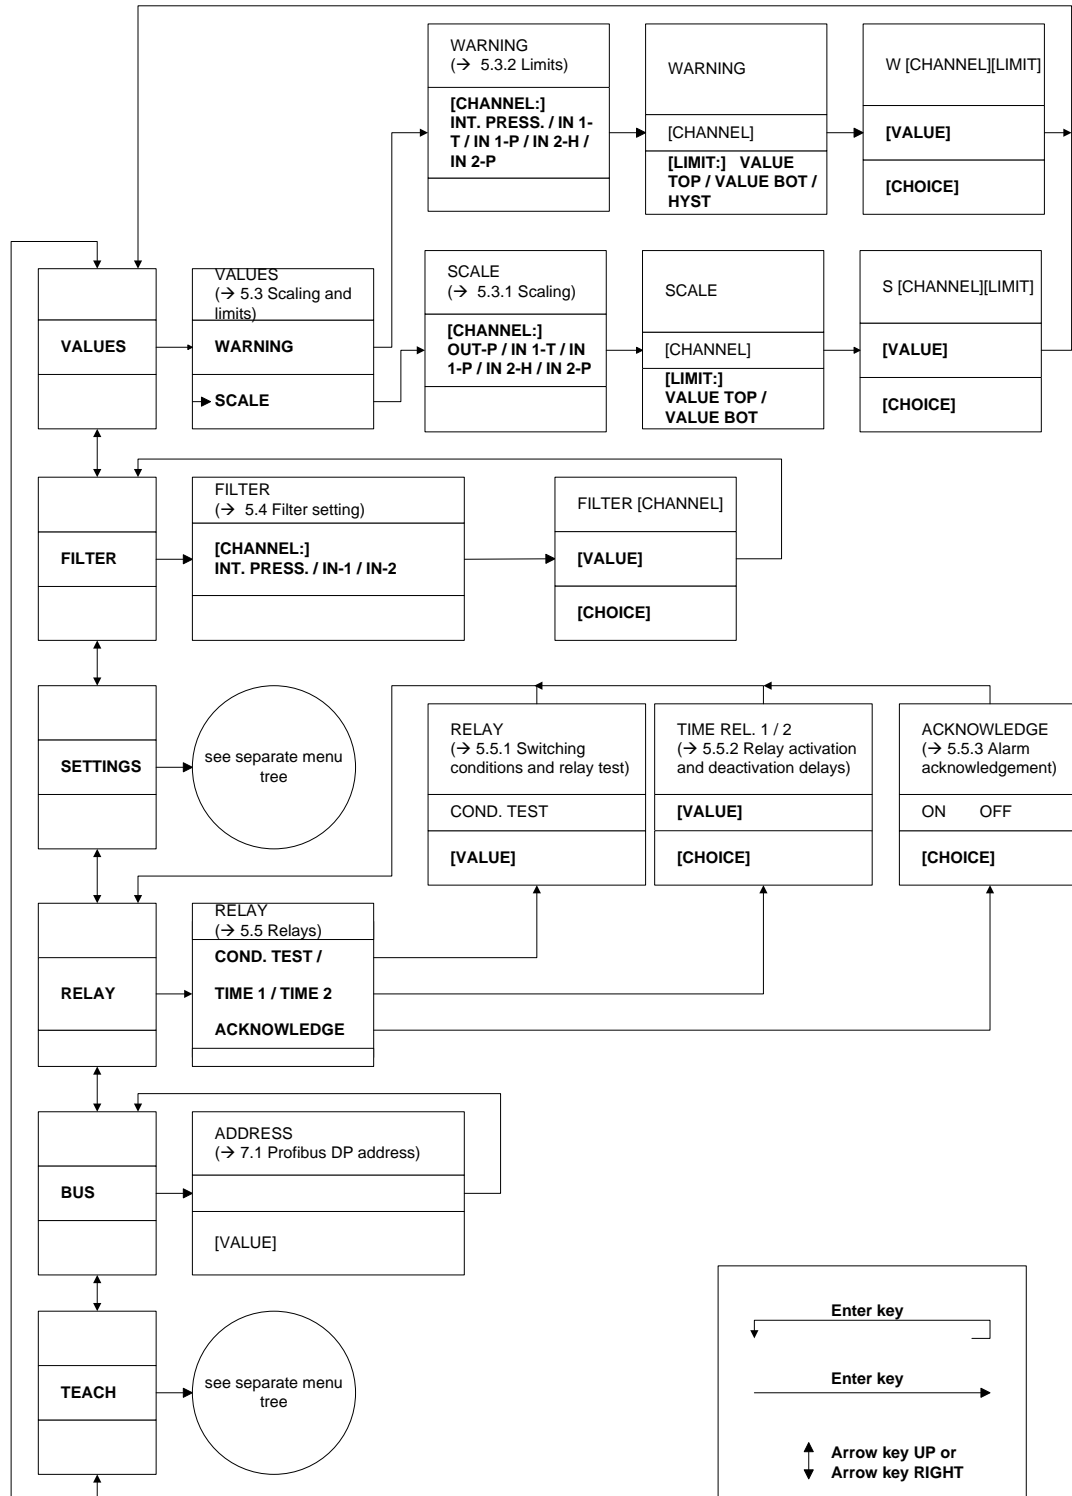 WARNING
(→ 5.3.2 Limits)
[CHANNEL:]
INT. PRESS. / IN 1-
T / IN 1-P / IN 2-H /
IN 2-P
WARNING
[CHANNEL]
[LIMIT:] VALUE
TOP / VALUE BOT /
HYST
W [CHANNEL][LIMIT]
[VALUE]
[CHOICE]
VALUES
VALUES
(→ 5.3 Scaling and
limits)
WARNING
SCALE
SCALE
(→ 5.3.1 Scaling)
[CHANNEL:]
OUT-P / IN 1-T / IN
1-P / IN 2-H / IN 2-P
SCALE
[CHANNEL]
[LIMIT:]
VALUE TOP /
VALUE BOT
S [CHANNEL][LIMIT]
[VALUE]
[CHOICE]
FILTER
FILTER
(→ 5.4 Filter setting)
[CHANNEL:]
INT. PRESS. / IN-1 / IN-2
FILTER [CHANNEL]
[VALUE]
[CHOICE]
SETTINGS
see separate menu
tree
RELAY
(→ 5.5.1 Switching
conditions and relay test)
COND. TEST
[VALUE]
TIME REL. 1 / 2
(→ 5.5.2 Relay activation
and deactivation delays)
[VALUE]
[CHOICE]
ACKNOWLEDGE
(→ 5.5.3 Alarm
acknowledgement)
ON OFF
[CHOICE]
RELAY
RELAY
(→ 5.5 Relays)
COND. TEST /
TIME 1 / TIME 2
ACKNOWLEDGE
BUS
ADDRESS
(→ 7.1 Profibus DP address)
[VALUE]
TEACH
see separate menu
tree
Enter key
Enter key
Arrow key UP or
Arrow key RIGHT